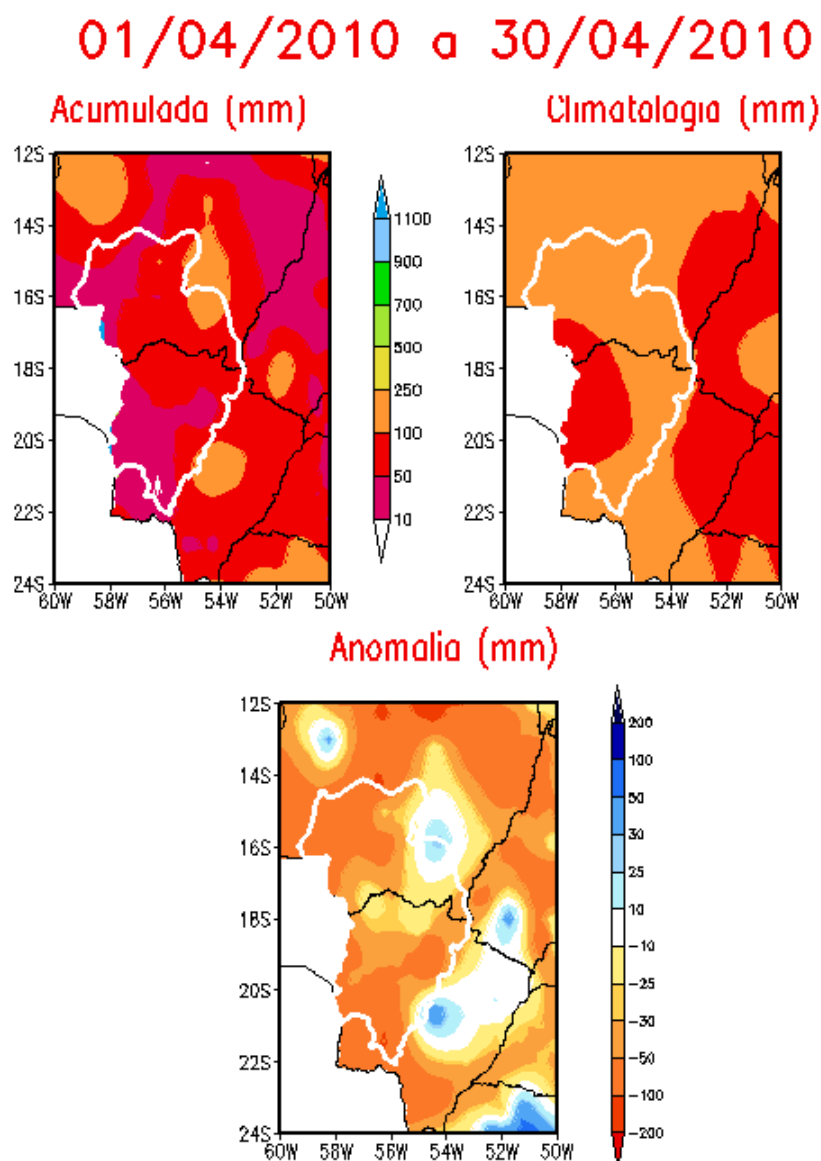 01/04/2010 a 30/04/2010
Acumulada (mm)
Climatologia (mm)
12S
14S
16S
18S
20S
22S
24S
60W 58W 56W 54W 52W 50W
1100
900
700
500
250
100
50
10
12S
14S
16S
18S
20S
22S
24S
60W 58W 56W 54W 52W 50W
Anomalia (mm)
12S
14S
16S
18S
20S
22S
24S
60W 58W 56W 54W 52W 50W
200
100
50
30
25
10
-10
-25
-30
-50
-100
-200